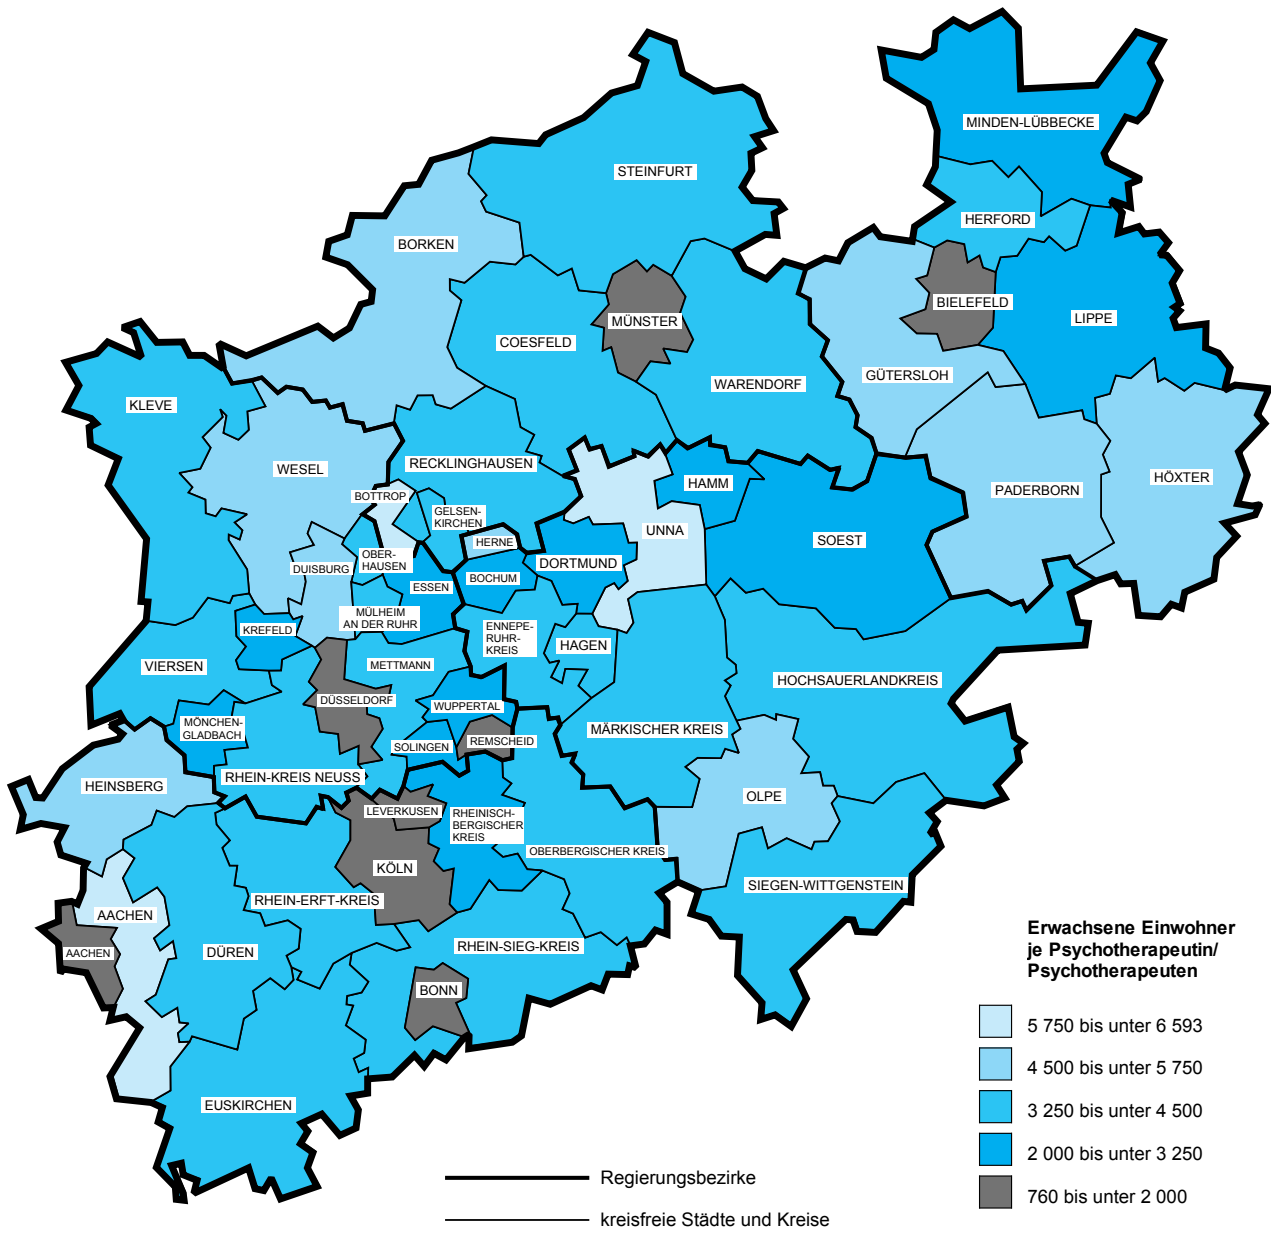 MINDEN-LÜBBECKE
STEINFURT
HERFORD
BORKEN
BIELEFELD
MÜNSTER
LIPPE
COESFELD
GÜTERSLOH
WARENDORF
KLEVE
RECKLINGHAUSEN
WESEL
HÖXTER
HAMM
PADERBORN
BOTTROP
GELSEN-
KIRCHEN
UNNA
SOEST
HERNE
OBER-
HAUSEN
DUISBURG
DORTMUND
BOCHUM
ESSEN
MÜLHEIM
AN DER RUHR
KREFELD
ENNEPE-
RUHR-
KREIS
HAGEN
METTMANN
VIERSEN
HOCHSAUERLANDKREIS
DÜSSELDORF
WUPPERTAL
MÖNCHEN-
GLADBACH
MÄRKISCHER KREIS
REMSCHEID
SOLINGEN
RHEIN-KREIS NEUSS
HEINSBERG
OLPE
LEVERKUSEN
RHEINISCH-
BERGISCHER
KREIS
OBERBERGISCHER KREIS
KÖLN
SIEGEN-WITTGENSTEIN
RHEIN-ERFT-KREIS
AACHEN
RHEIN-SIEG-KREIS
DÜREN
AACHEN
BONN
EUSKIRCHEN
Erwachsene Einwohner
je Psychotherapeutin/
Psychotherapeuten
5 750 bis unter 6 593
4 500 bis unter 5 750
3 250 bis unter 4 500
2 000 bis unter 3 250
760 bis unter 2 000
Regierungsbezirke
kreisfreie Städte und Kreise